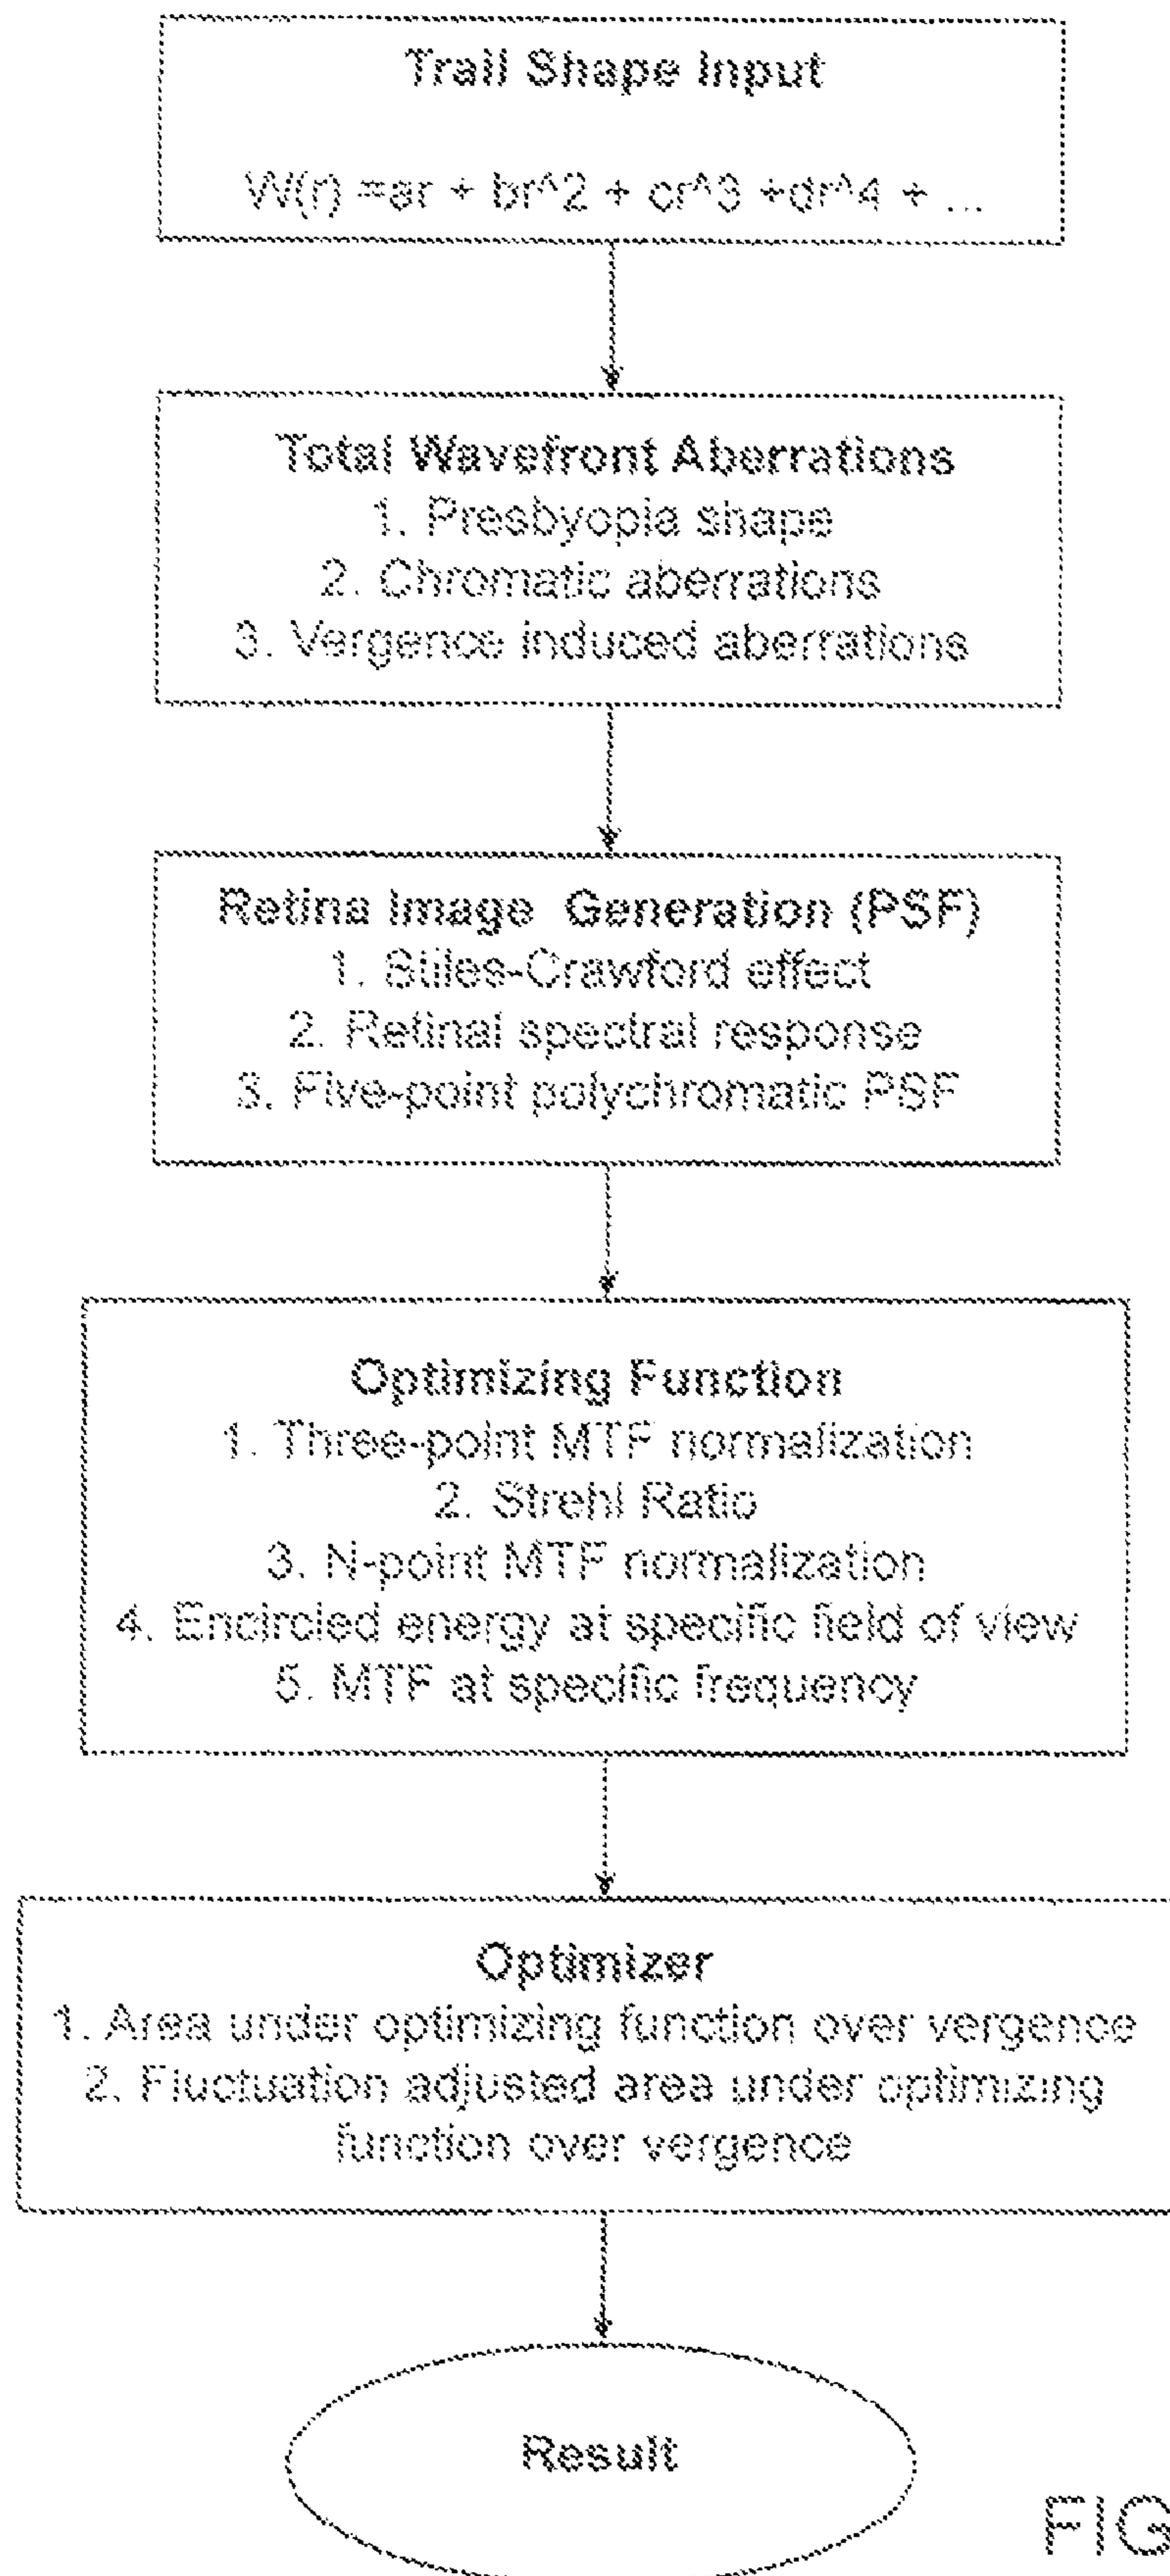 Trail Shape Input
W(r) =ar + br^2 + cr^3 +dr^4 + ...
Total Wavefront Aberrations
1. Presbyopia shape
2. Chromatic aberrations
3. Vergence induced aberrations
Retina Image Generation (PSF)
1. Stiles-Crawford effect
2. Retinal spectral response
3. Five-point polychromatic PSF
Optimizing Function
1. Three-point MTF normalization
2. Strehl Ratio
3. N-point MTF normalization
4. Encircled energy at specific field of view
5. MTF at specific frequency
Optimizer
1. Area under optimizing function over vergence
2. Fluctuation adjusted area under optimizing
function over vergence
Result
FIG